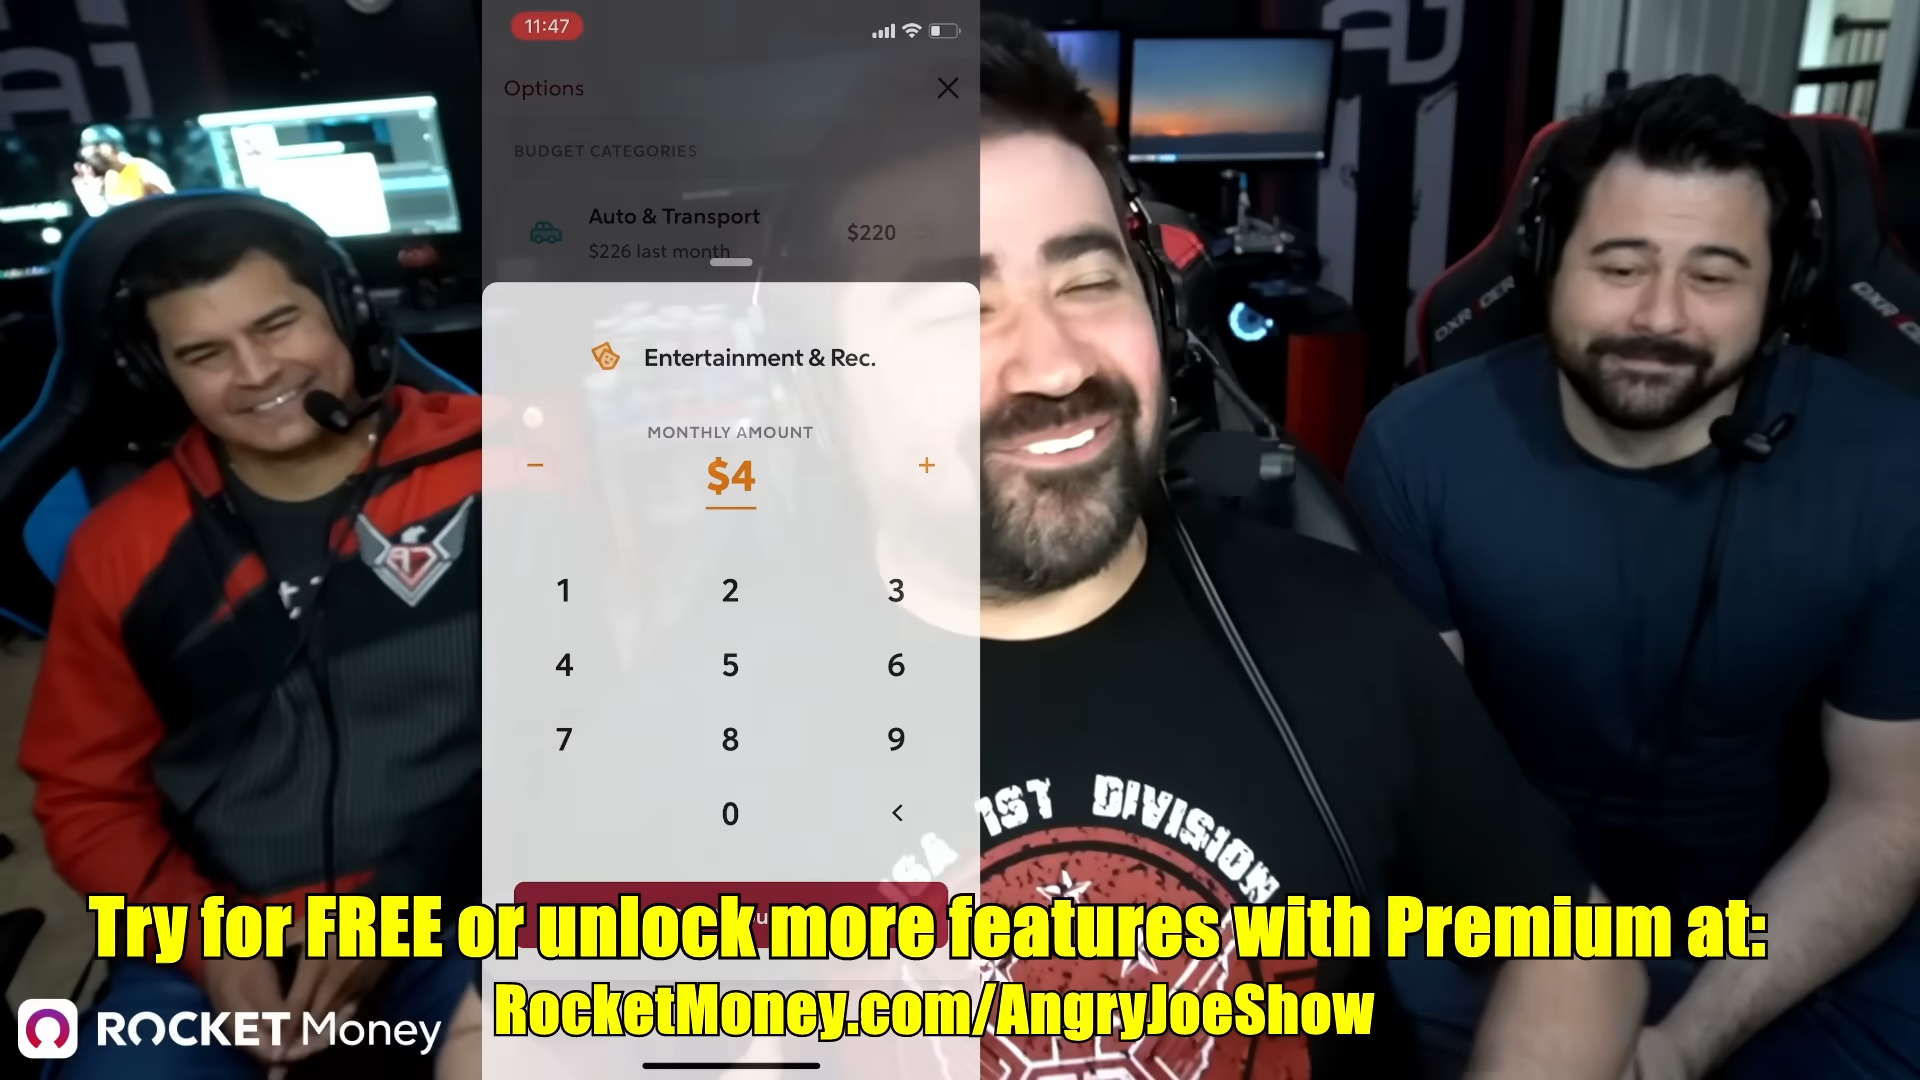 11:47
Options
BUDGET CATEGORIES
Auto & Transport
$220
$226 last month
Entertainment & Rec.
MONTHLY AMOUNT
$4
1 2 3
4 5 6
7 8 9
0
DXRACER
1ST DIVISION
Try for FREE or unlock more features with Premium at:
RocketMoney.com/AngryJoeShow
ROCKET Money